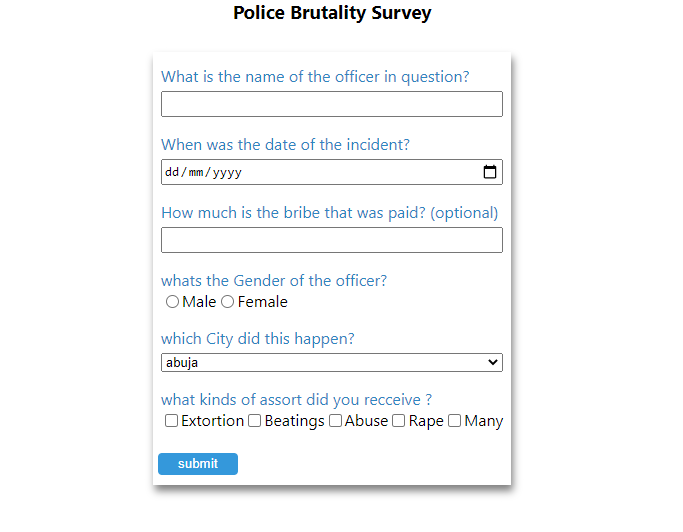 Police Brutality Survey
What is the name of the officer in question?
When was the date of the incident?
dd/mm/yyyy
How much is the bribe that was paid? (optional)
whats the Gender of the officer?
Male Female
which City did this happen?
abuja
what kinds of assort did you recceive ?
Extortion Beatings Abuse Rape Many
submit